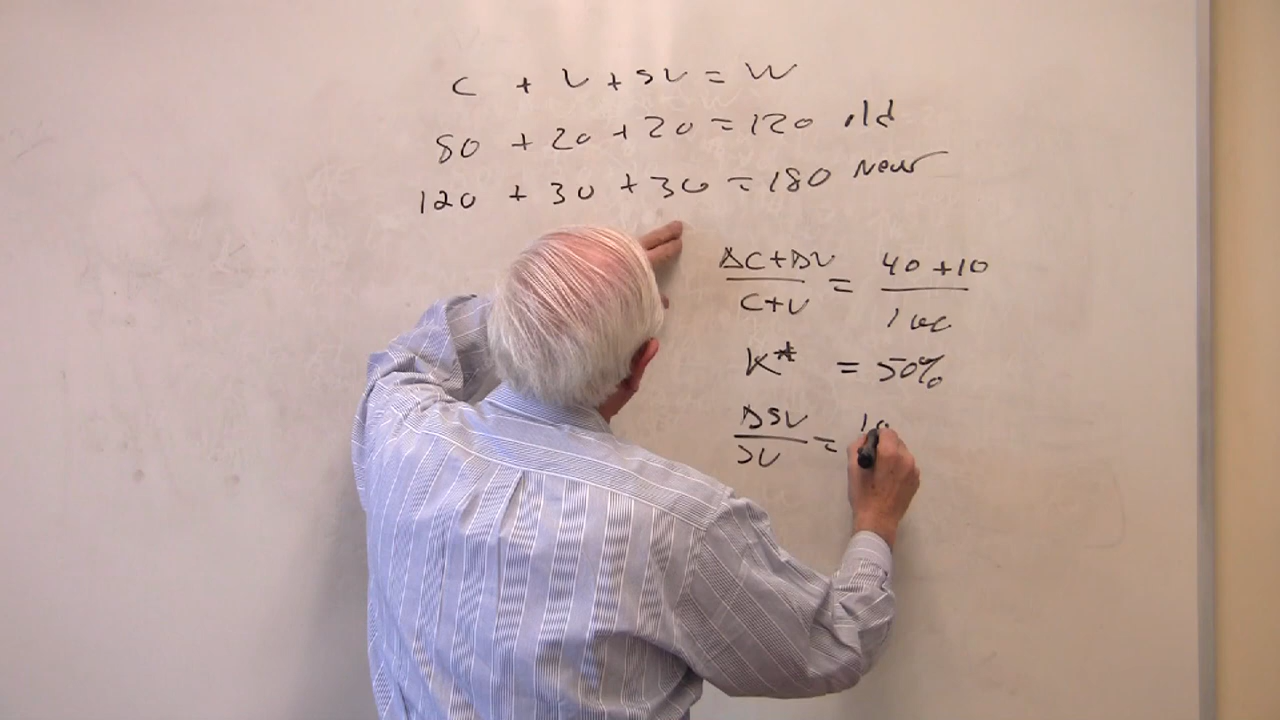 C + V + SV = W
80 + 20 + 20 = 120 old
120 + 30 + 30 = 180 New
ΔC+ΔV / C+V = 40+10 / 100
K* = 50%
ΔSV / SV = 10